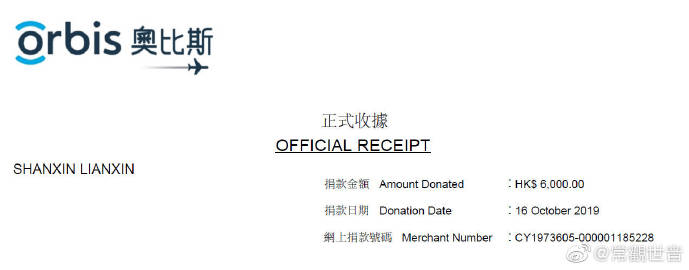 orbis 奧比斯
正式收據
OFFICIAL RECEIPT
SHANXIN LIANXIN
捐款金額 Amount Donated : HK$ 6,000.00
捐款日期 Donation Date : 16 October 2019
網上捐款號碼 Merchant Number : CY1973605-000001185228
@常觀世音